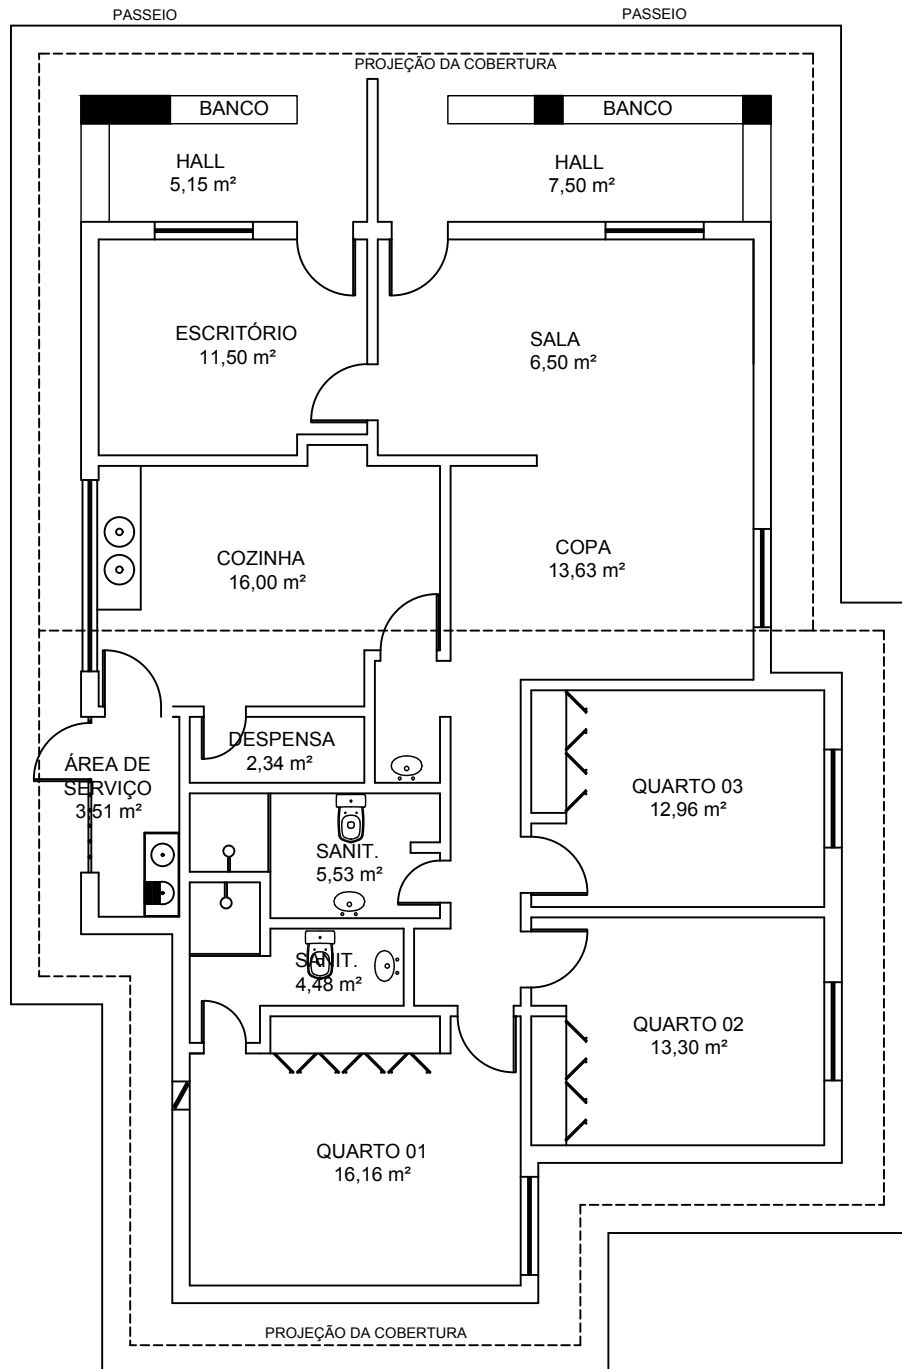 PASSEIO
PASSEIO
PROJEÇÃO DA COBERTURA
BANCO
BANCO
HALL
5,15 m²
HALL
7,50 m²
ESCRITÓRIO
11,50 m²
SALA
6,50 m²
COZINHA
16,00 m²
COPA
13,63 m²
DESPENSA
2,34 m²
ÁREA DE
SERVIÇO
3,51 m²
QUARTO 03
12,96 m²
SANIT.
5,53 m²
SANIT.
4,48 m²
QUARTO 02
13,30 m²
QUARTO 01
16,16 m²
PROJEÇÃO DA COBERTURA